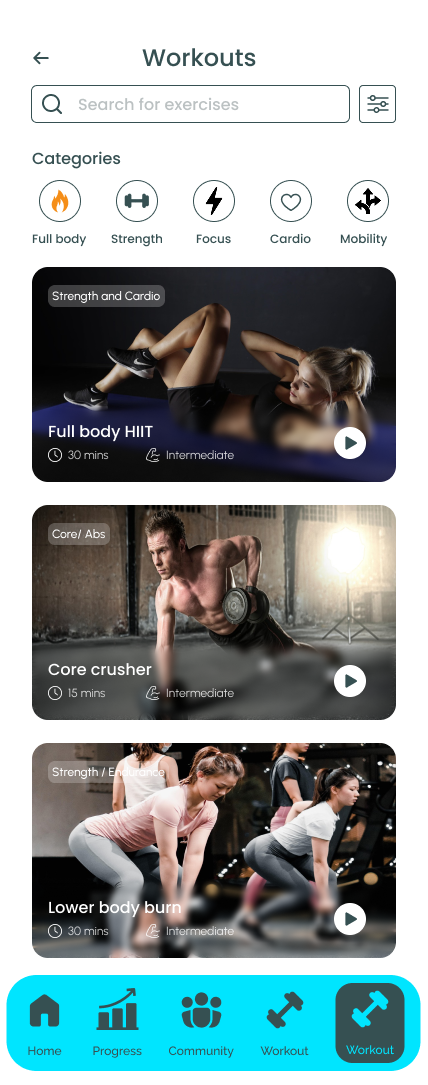 Workouts
Search for exercises
Categories
Full body Strength Focus Cardio Mobility
Strength and Cardio
Full body HIIT
30 mins Intermediate
Core/ Abs
Core crusher
15 mins Intermediate
Strength / Endurance
Lower body burn
30 mins Intermediate
Home Progress Community Workout Workout